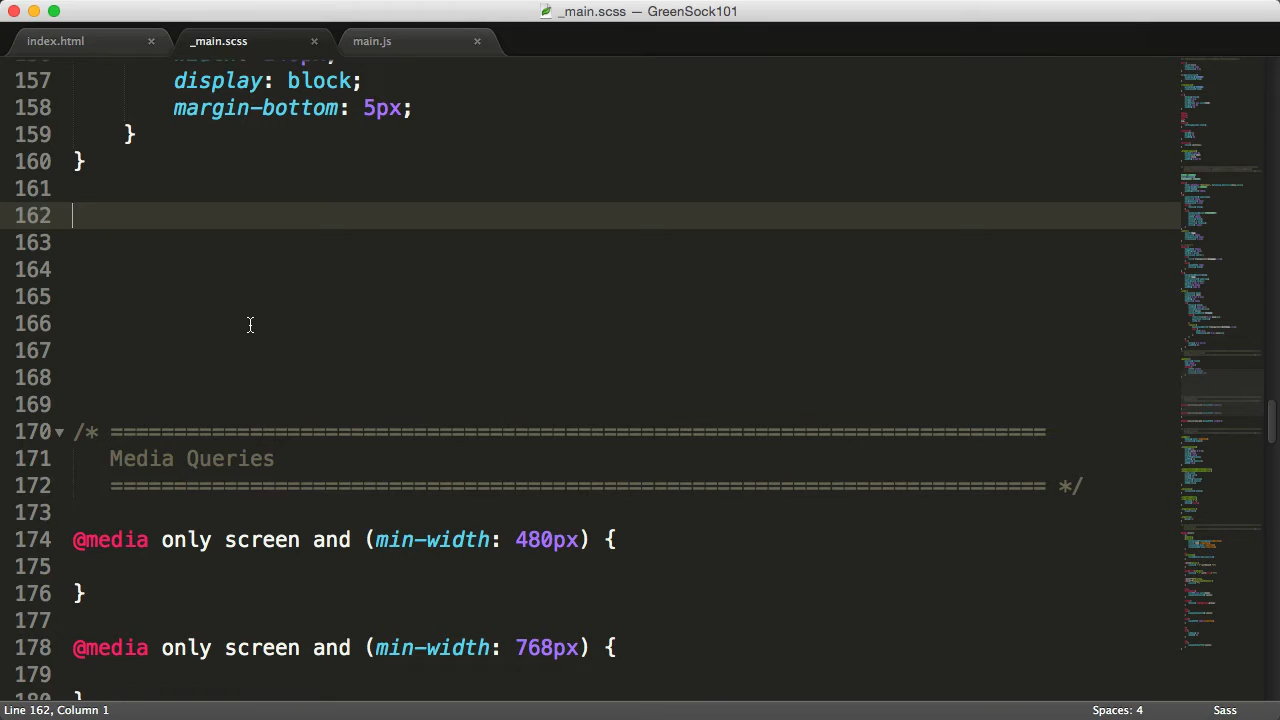 _main.scss — GreenSock101
index.html
_main.scss
main.js
157 display: block;
158 margin-bottom: 5px;
159 }
160 }
161
162
163
164
165
166
167
168
169
170 /* ===========================================================================
171 Media Queries
172 =========================================================================== */
173
174 @media only screen and (min-width: 480px) {
175
176 }
177
178 @media only screen and (min-width: 768px) {
179
Line 162, Column 1
Spaces: 4
Sass